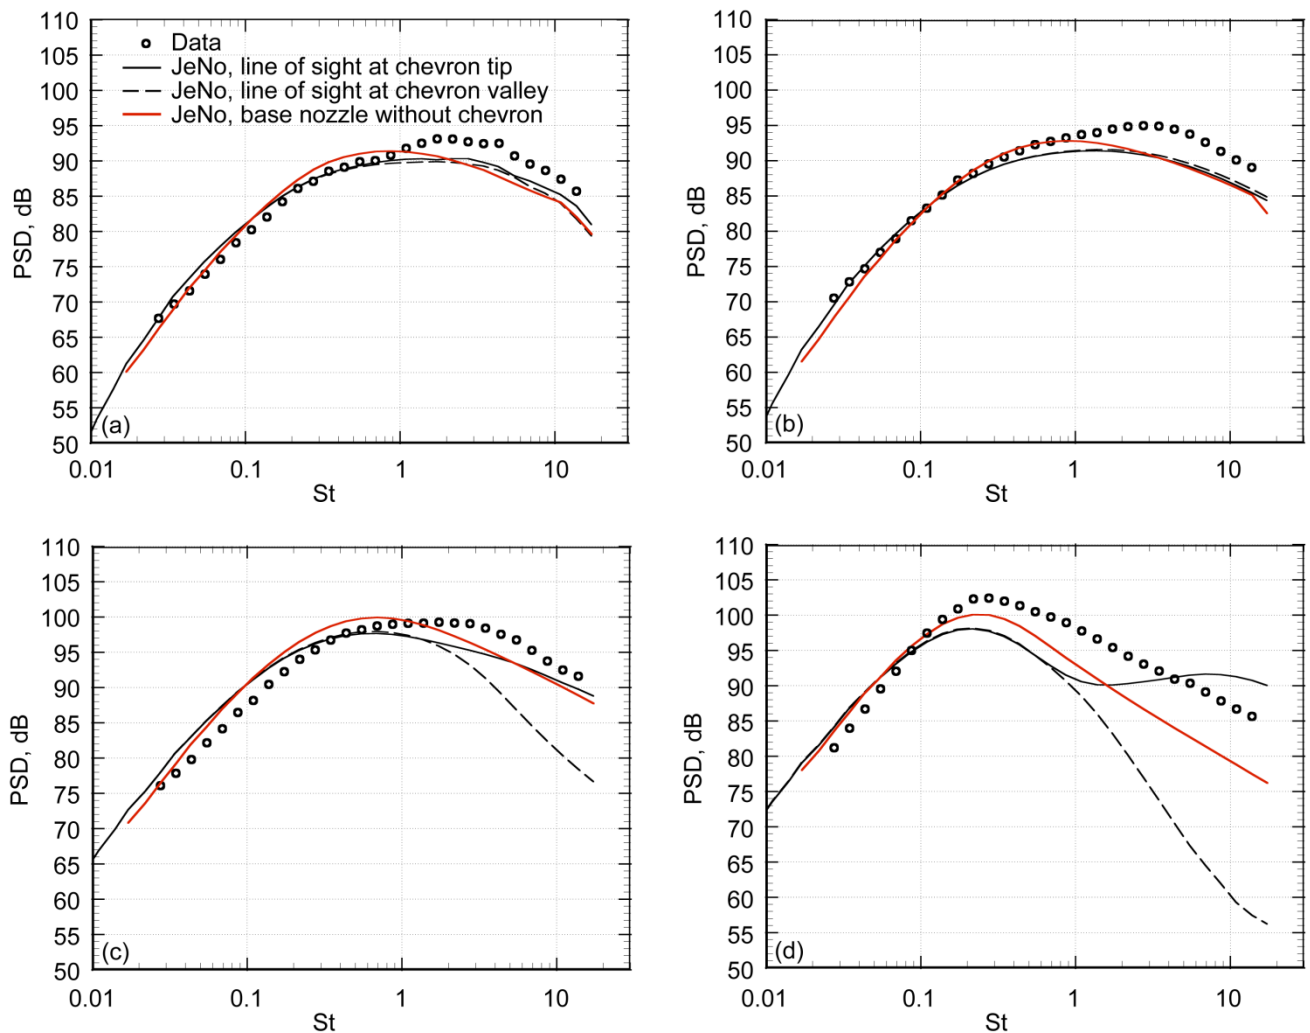 110
105
100
95
90
85
80
75
70
65
60
55
50
PSD, dB
Data
JeNo, line of sight at chevron tip
JeNo, line of sight at chevron valley
JeNo, base nozzle without chevron
(a)
0.01 0.1 1 10
St
110
105
100
95
90
85
80
75
70
65
60
55
50
PSD, dB
(b)
0.01 0.1 1 10
St
110
105
100
95
90
85
80
75
70
65
60
55
50
PSD, dB
(c)
0.01 0.1 1 10
St
110
105
100
95
90
85
80
75
70
65
60
55
50
PSD, dB
(d)
0.01 0.1 1 10
St